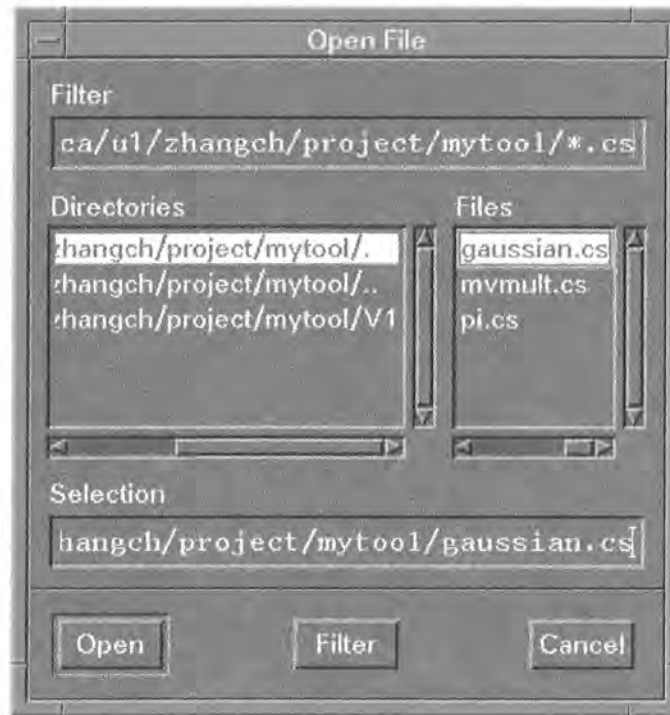 Open File
Filter
ca/u1/zhangch/project/mytool/*.cs
Directories
zhangch/project/mytool/.
zhangch/project/mytool/..
zhangch/project/mytool/V1
Files
gaussian.cs
mvmult.cs
pi.cs
Selection
hangch/project/mytool/gaussian.cs
Open
Filter
Cancel